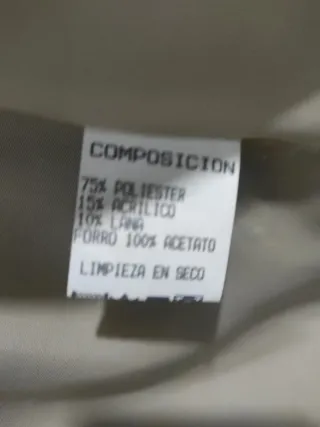 COMPOSICION
75% POLIESTER
15% ACRILICO
10% LANA
FORRO 100% ACETATO
LIMPIEZA EN SECO